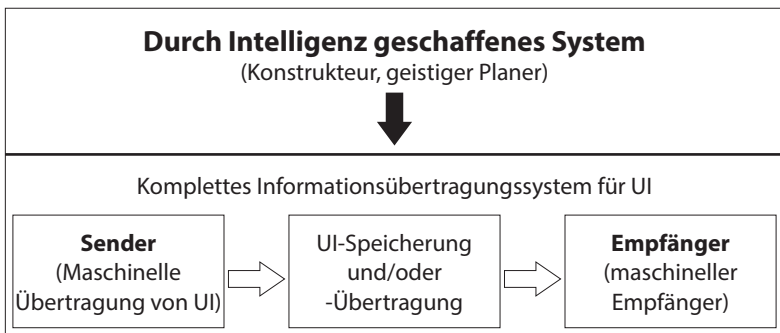 Durch Intelligenz geschaffenes System
(Konstrukteur, geistiger Planer)
Komplettes Informationsübertragungssystem für UI
Sender
(Maschinelle
Übertragung von UI)
UI-Speicherung
und/oder
-Übertragung
Empfänger
(maschineller
Empfänger)